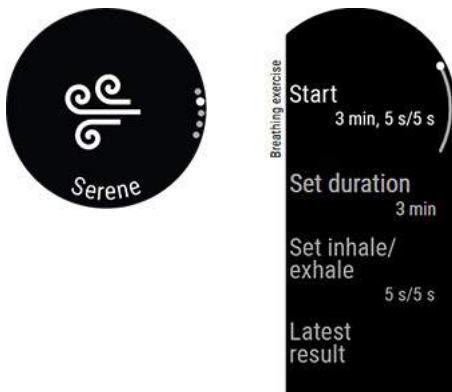 Serene
Breathing exercise
Start
3 min, 5 s/5 s
Set duration
3 min
Set inhale/
exhale
5 s/5 s
Latest
result